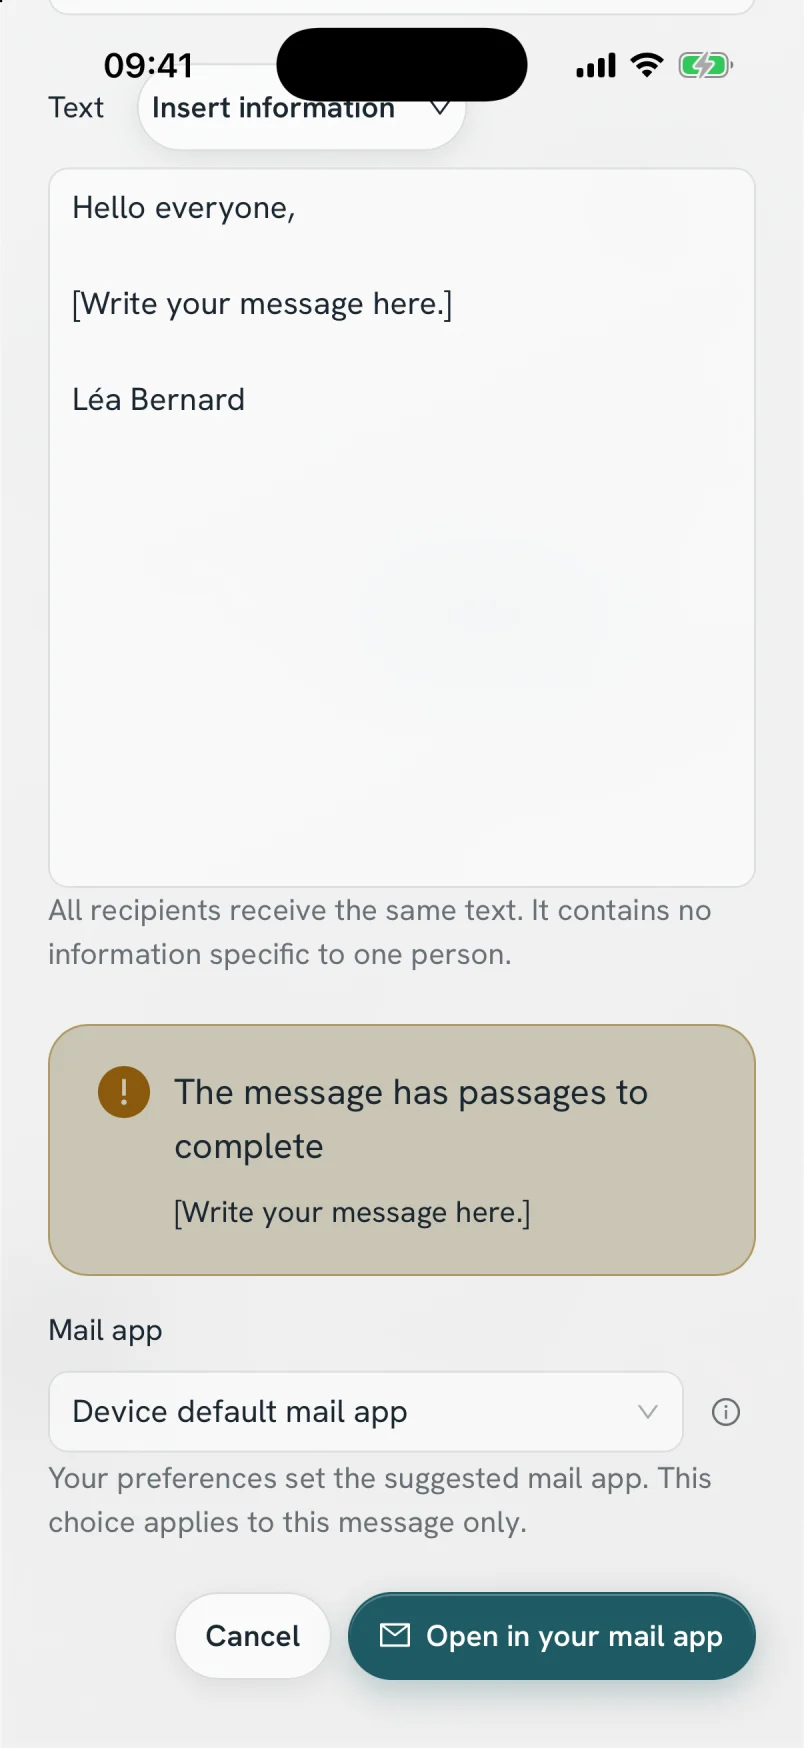 09:41
Text
Insert information
Hello everyone,
[Write your message here.]
Léa Bernard
All recipients receive the same text. It contains no
information specific to one person.
The message has passages to
complete
[Write your message here.]
Mail app
Device default mail app
Your preferences set the suggested mail app. This
choice applies to this message only.
Cancel
Open in your mail app